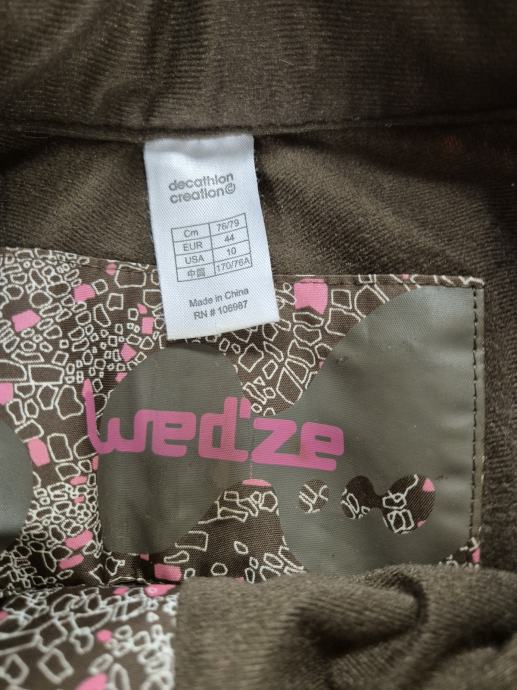 decathlon
creation©
Cm 76/79
EUR 44
USA 10
中國 170/76A
Made in China
RN # 106987
wed'ze